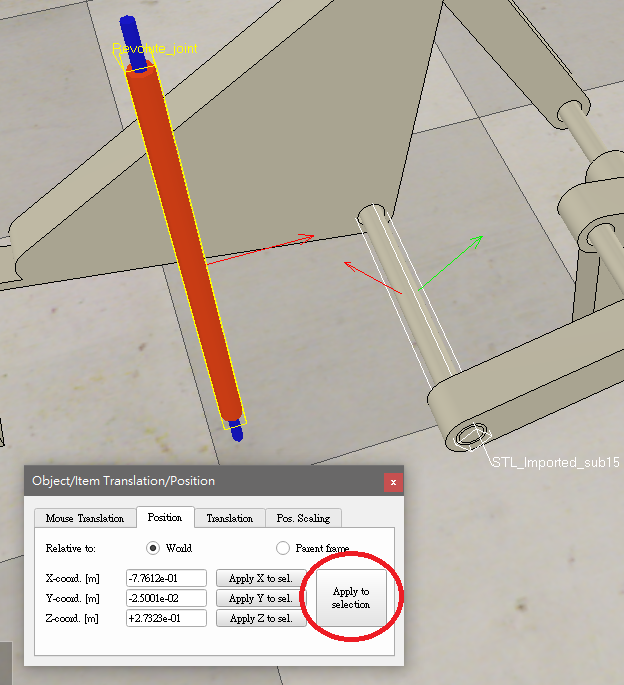 Revolute_joint
STL_Imported_sub15
Object/Item Translation/Position
x
Mouse Translation
Position
Translation
Pos. Scaling
Relative to:
World
Parent frame
X-coord. [m]
-7.7612e-01
Apply X to sel.
Y-coord. [m]
-2.5001e-02
Apply Y to sel.
Z-coord. [m]
+2.7323e-01
Apply Z to sel.
Apply to
selection